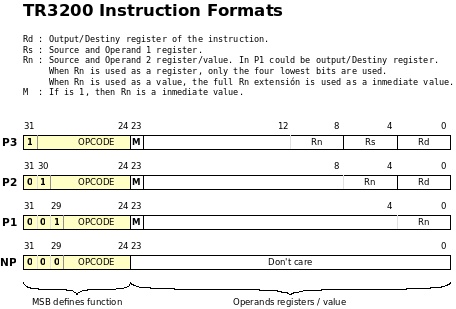 TR3200 Instruction Formats
Rd : Output/Destiny register of the instruction.
Rs : Source and Operand 1 register.
Rn : Source and Operand 2 register/value. In P1 could be output/Destiny register.
When Rn is used as a register, only the four lowest bits are used.
When Rn is used as a value, the full Rn extensión is used as a inmediate value.
M : If is 1, then Rn is a inmediate value.
31 24 23 12 8 4 0
P3 1 OPCODE M Rn Rs Rd
31 30 24 23 8 4 0
P2 0 1 OPCODE M Rn Rd
31 29 24 23 4 0
P1 0 0 1 OPCODE M Rn
31 29 24 23 0
NP 0 0 0 OPCODE Don't care
MSB defines function Operands registers / value